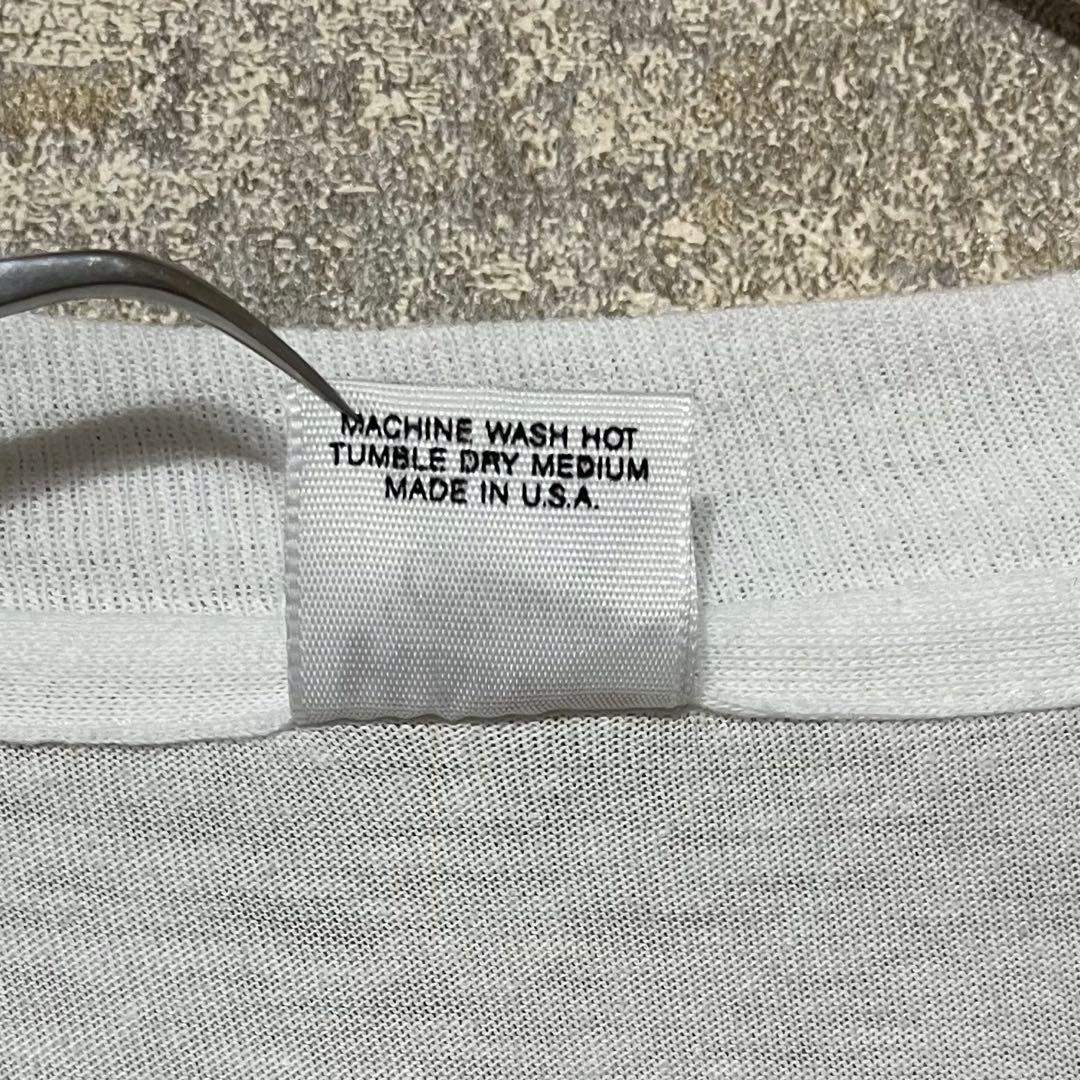 MACHINE WASH HOT
TUMBLE DRY MEDIUM
MADE IN U.S.A.